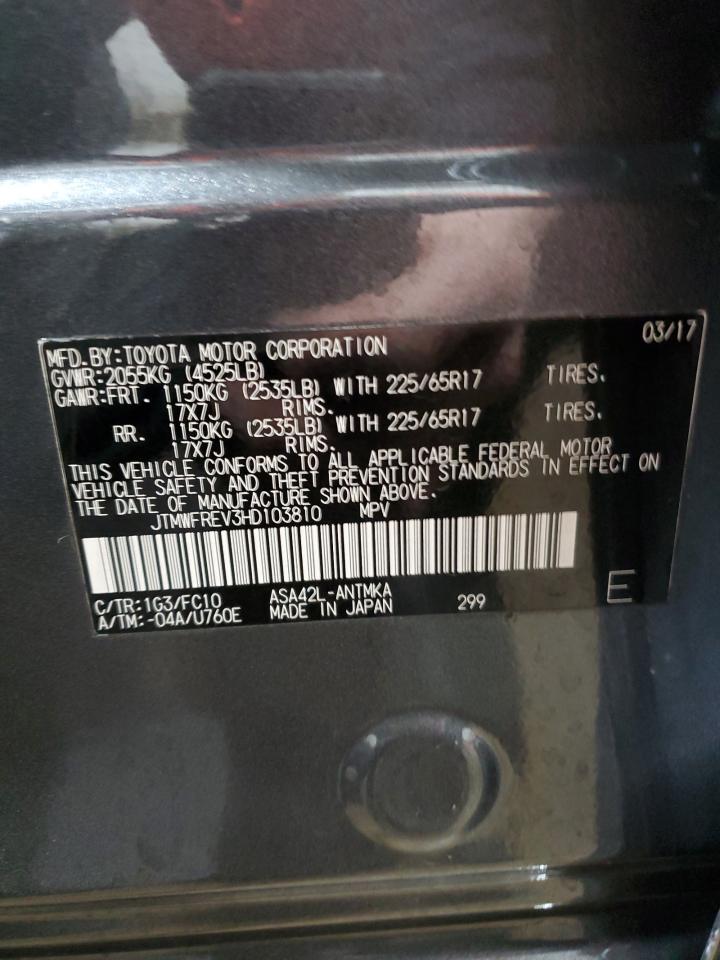 03/17
MFD.BY:TOYOTA MOTOR CORPORATION
GVWR:2055KG (4525LB)
GAWR:FRT. 1150KG (2535LB) WITH 225/65R17 TIRES.
17X7J RIMS.
RR. 1150KG (2535LB) WITH 225/65R17 TIRES.
17X7J RIMS.
THIS VEHICLE CONFORMS TO ALL APPLICABLE FEDERAL MOTOR
VEHICLE SAFETY AND THEFT PREVENTION STANDARDS IN EFFECT ON
THE DATE OF MANUFACTURE SHOWN ABOVE.
JTMWFREV3HD103810 MPV
C/TR:1G3/FC10 ASA42L-ANTMKA
A/TM:-04A/U760E MADE IN JAPAN 299 E